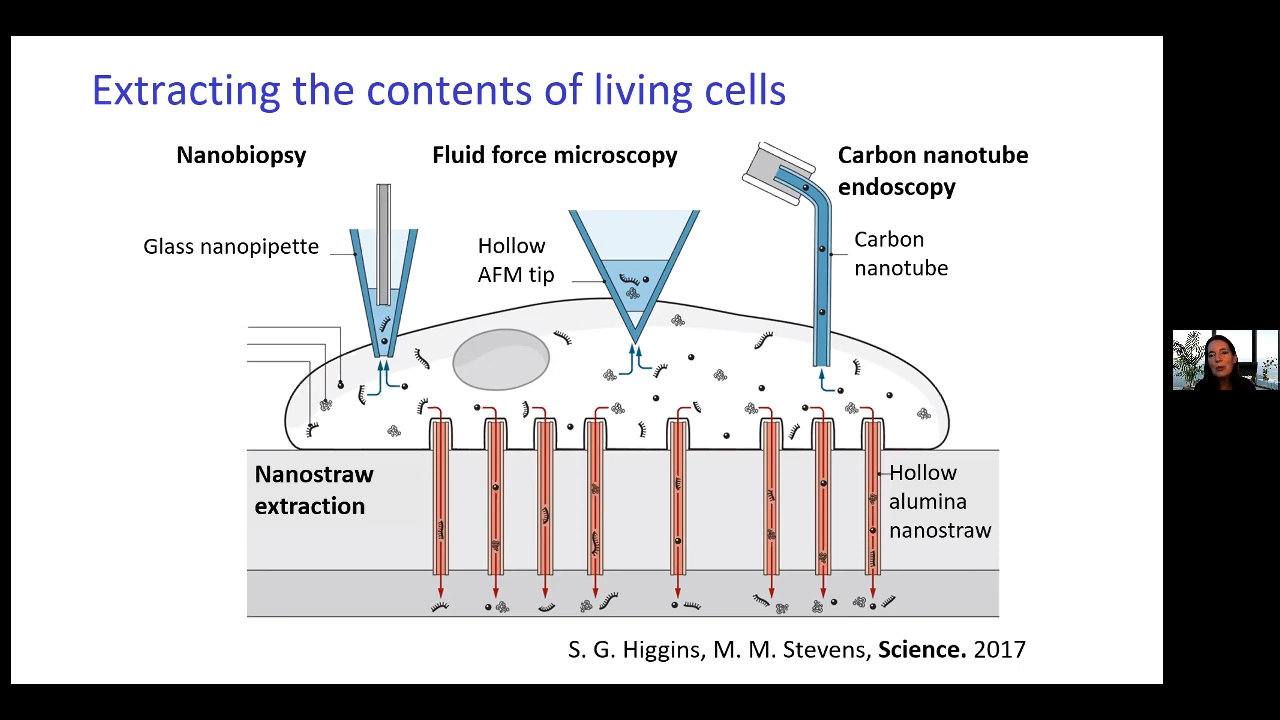 Extracting the contents of living cells
Nanobiopsy
Fluid force microscopy
Carbon nanotube
endoscopy
Glass nanopipette
Hollow
AFM tip
Carbon
nanotube
Nanostraw
extraction
Hollow
alumina
nanostraw
S. G. Higgins, M. M. Stevens, Science. 2017